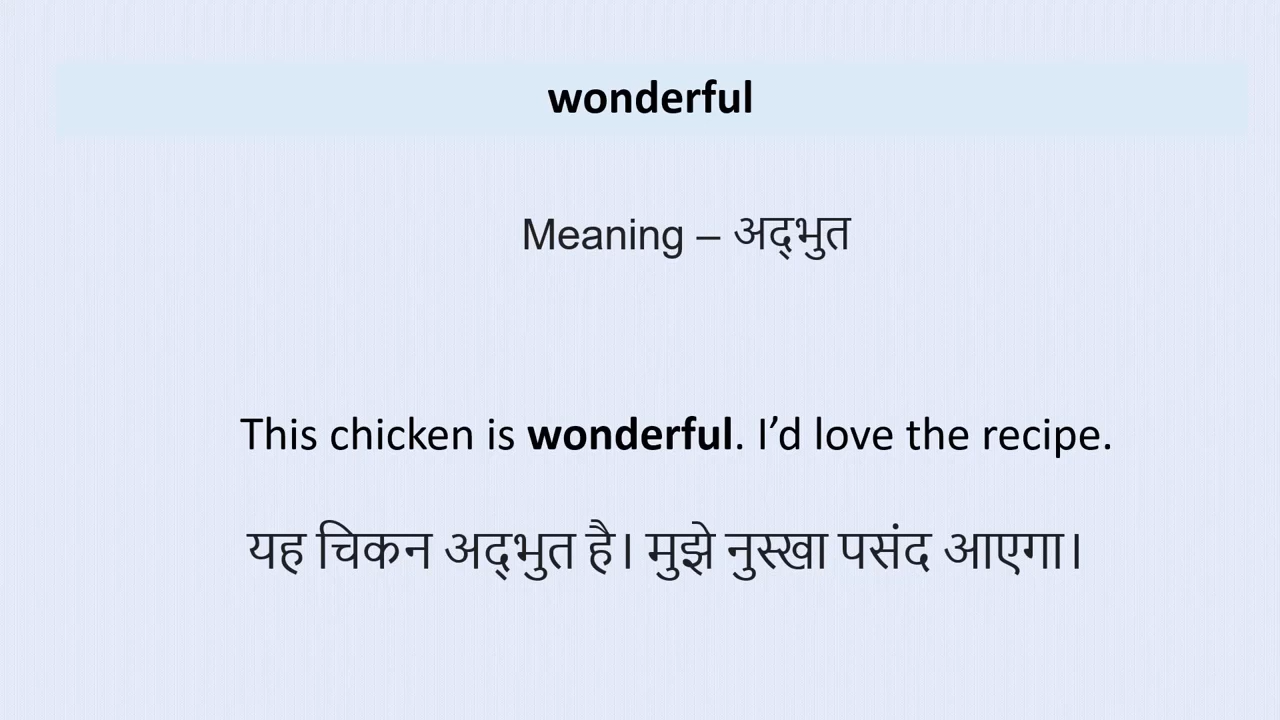 wonderful
Meaning – अद्भुत
This chicken is wonderful. I’d love the recipe.
यह चिकन अद्भुत है। मुझे नुस्खा पसंद आएगा।